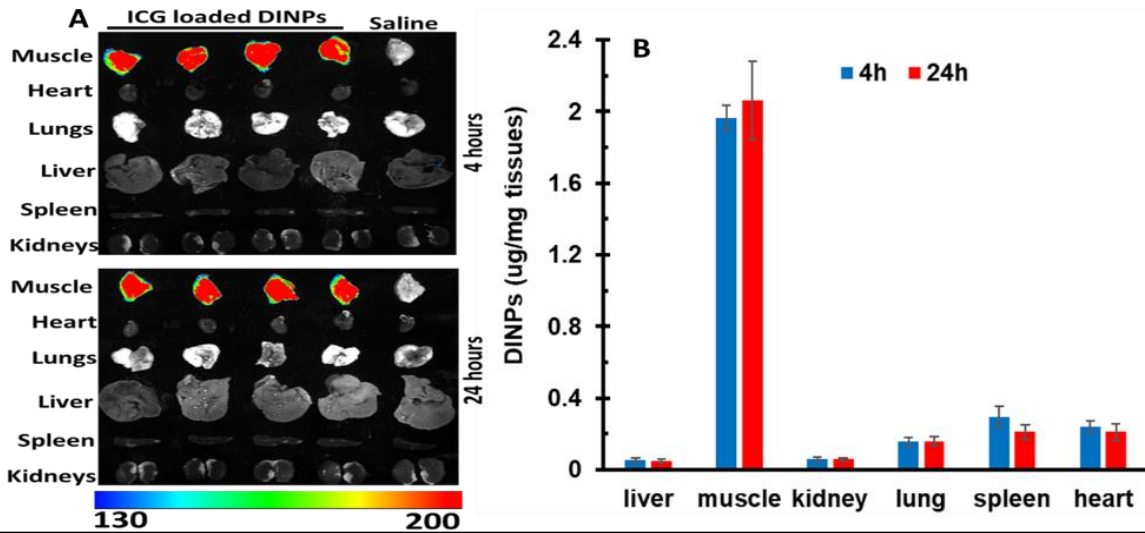 A
ICG loaded DINPs
Saline
Muscle
Heart
Lungs
Liver
Spleen
Kidneys
4 hours
Muscle
Heart
Lungs
Liver
Spleen
Kidneys
24 hours
130
200
B
4h
24h
DINPs (ug/mg tissues)
2.4
2
1.6
1.2
0.8
0.4
0
liver
muscle
kidney
lung
spleen
heart